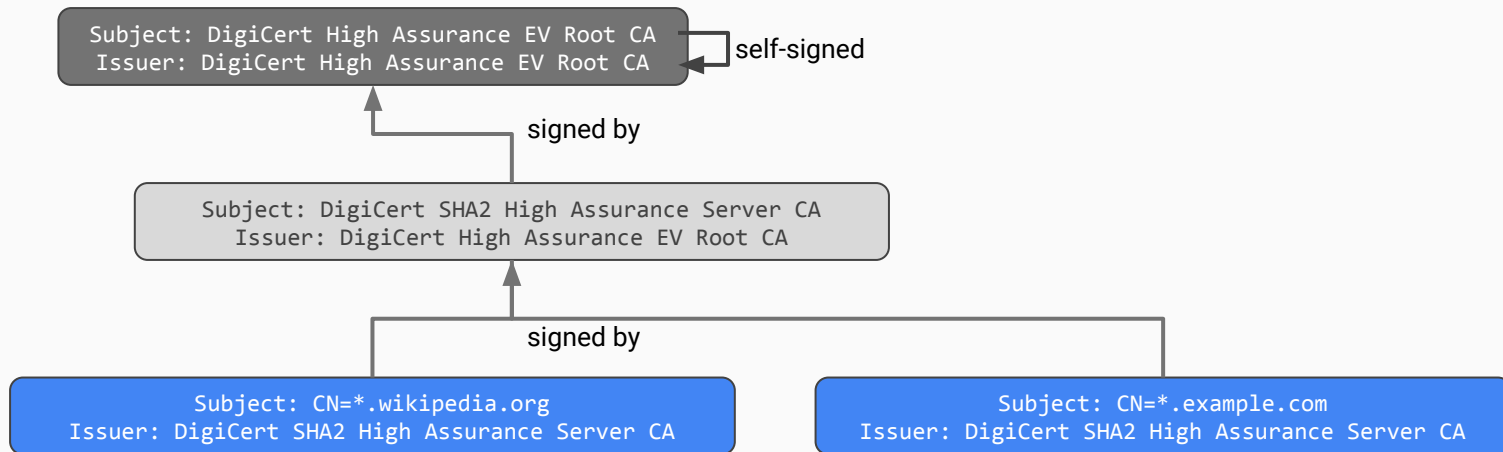 Subject: DigiCert High Assurance EV Root CA
Issuer: DigiCert High Assurance EV Root CA
self-signed
signed by
Subject: DigiCert SHA2 High Assurance Server CA
Issuer: DigiCert High Assurance EV Root CA
signed by
Subject: CN=*.wikipedia.org
Issuer: DigiCert SHA2 High Assurance Server CA
Subject: CN=*.example.com
Issuer: DigiCert SHA2 High Assurance Server CA